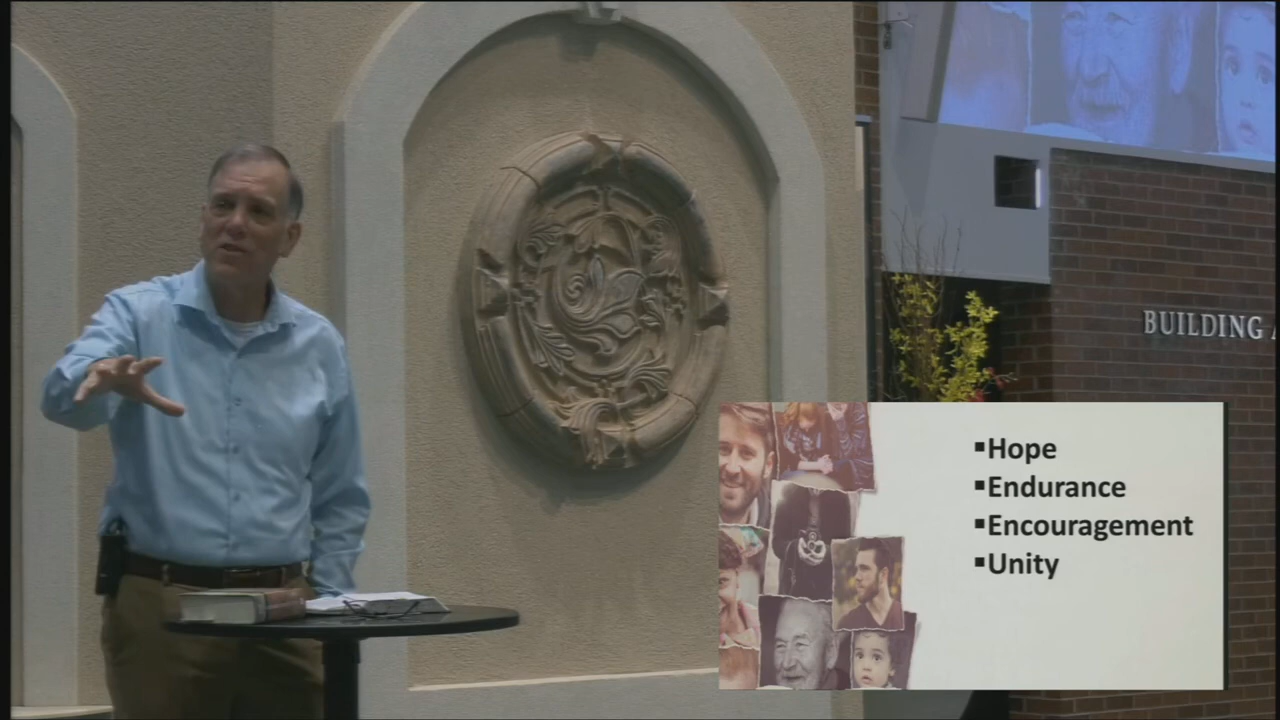 BUILDING
▪Hope
▪Endurance
▪Encouragement
▪Unity